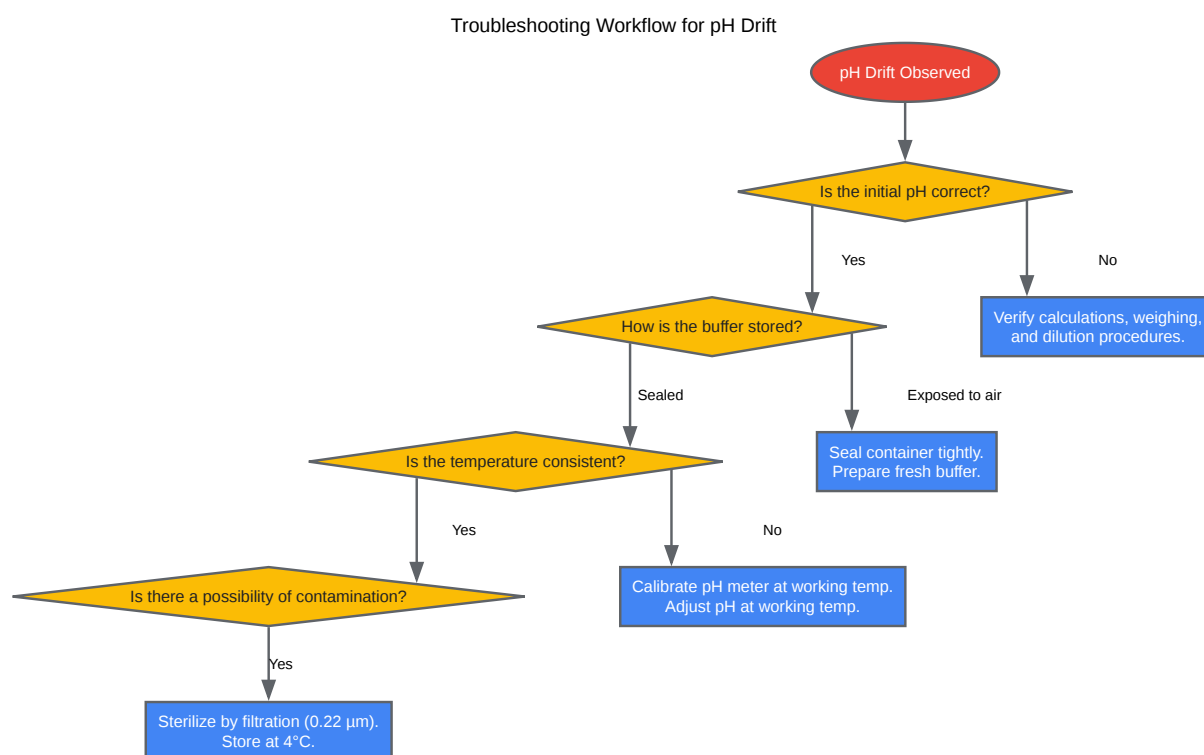 Troubleshooting Workflow for pH Drift
pH Drift Observed
Is the initial pH correct?
Yes
No
How is the buffer stored?
Verify calculations, weighing,
and dilution procedures.
Sealed
Exposed to air
Is the temperature consistent?
Seal container tightly.
Prepare fresh buffer.
Yes
No
Is there a possibility of contamination?
Calibrate pH meter at working temp.
Adjust pH at working temp.
Yes
Sterilize by filtration (0.22 µm).
Store at 4°C.